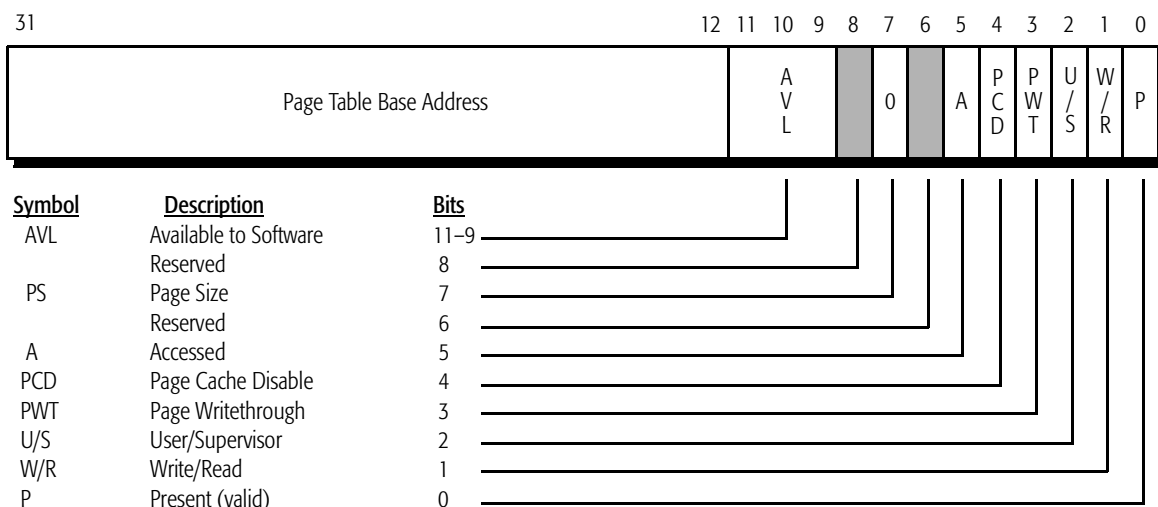 31 12 11 10 9 8 7 6 5 4 3 2 1 0
Page Table Base Address
A
V
L
0
A
P
C
D
P
W
T
U
/
S
W
/
R
P
Symbol Description Bits
AVL Available to Software 11–9
Reserved 8
PS Page Size 7
Reserved 6
A Accessed 5
PCD Page Cache Disable 4
PWT Page Writethrough 3
U/S User/Supervisor 2
W/R Write/Read 1
P Present (valid) 0